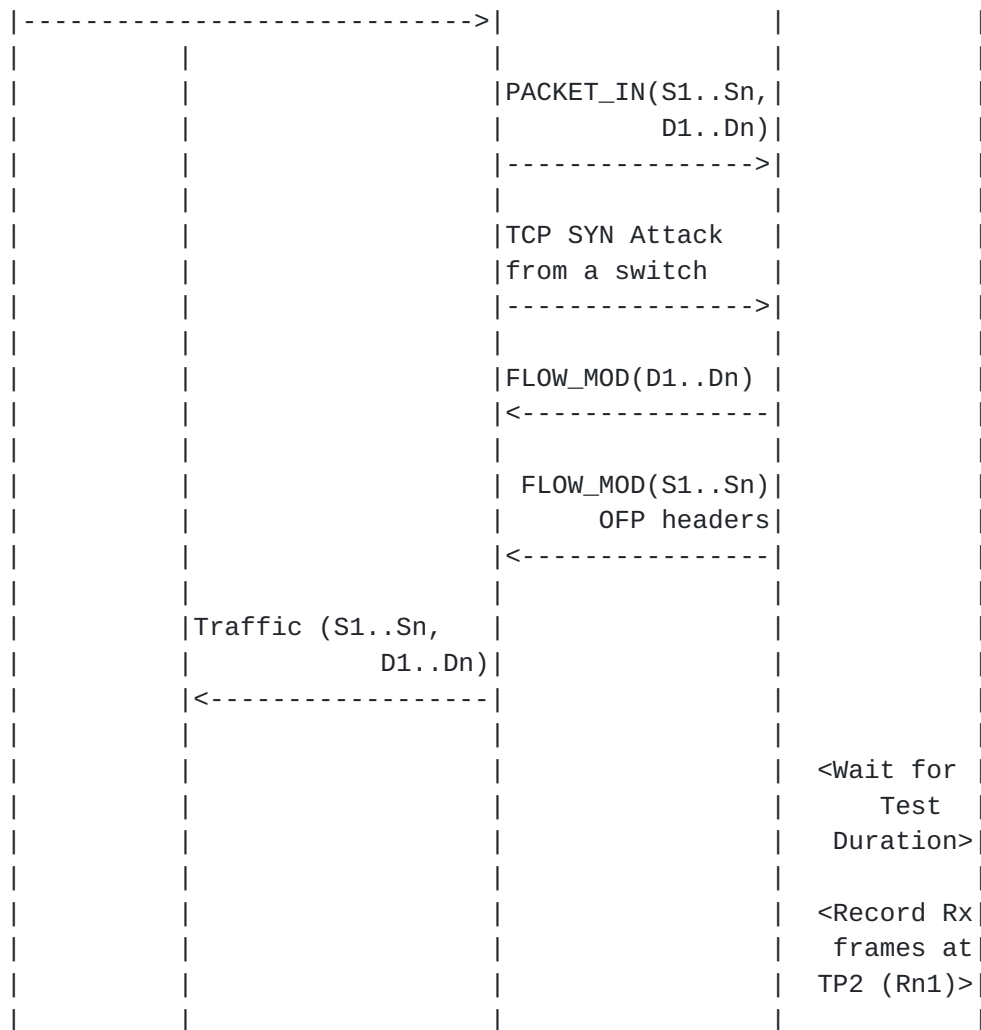 |----------------------------->|                 |            |
|          |                   |                 |            |
|          |                   |PACKET_IN(S1..Sn,|            |
|          |                   |          D1..Dn)|            |
|          |                   |---------------->|            |
|          |                   |                 |            |
|          |                   |TCP SYN Attack   |            |
|          |                   |from a switch    |            |
|          |                   |---------------->|            |
|          |                   |                 |            |
|          |                   |FLOW_MOD(D1..Dn) |            |
|          |                   |<----------------|            |
|          |                   |                 |            |
|          |                   | FLOW_MOD(S1..Sn)|            |
|          |                   |      OFP headers|            |
|          |                   |<----------------|            |
|          |                   |                 |            |
|          |Traffic (S1..Sn,   |                 |            |
|          |            D1..Dn)|                 |            |
|          |<------------------|                 |            |
|          |                   |                 |            |
|          |                   |                 |  <Wait for |
|          |                   |                 |      Test  |
|          |                   |                 |   Duration>|
|          |                   |                 |            |
|          |                   |                 |  <Record Rx|
|          |                   |                 |   frames at|
|          |                   |                 |  TP2 (Rn1)>|
|          |                   |                 |            |